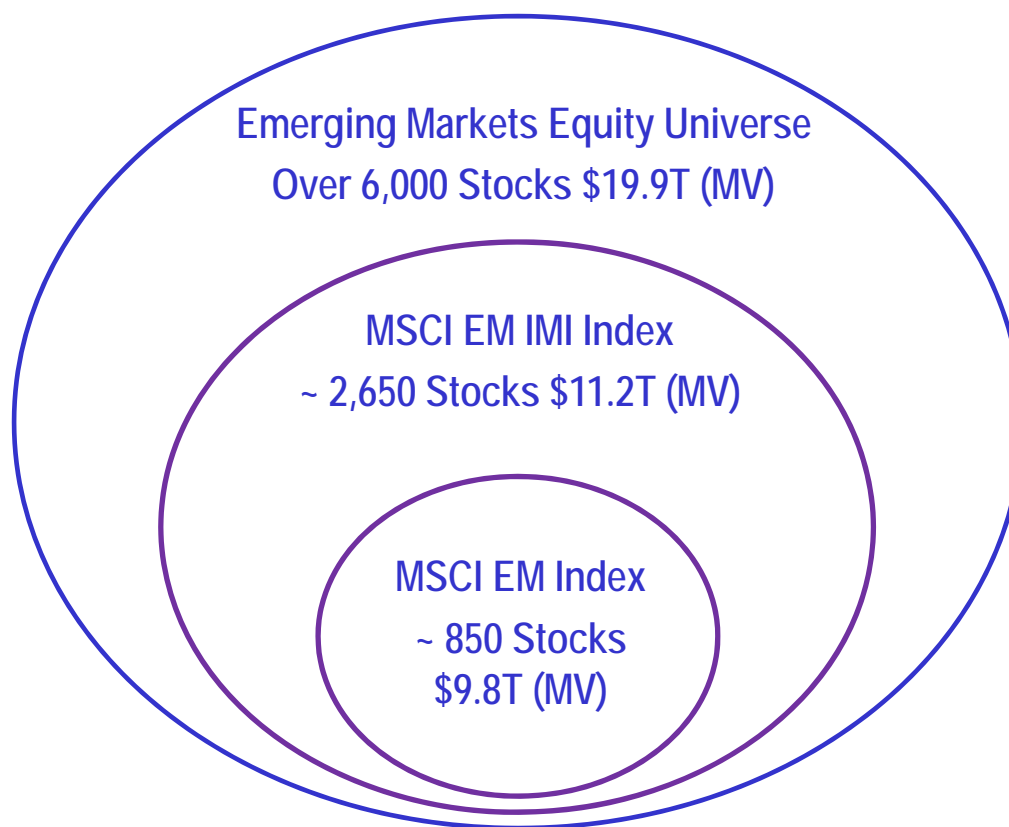 Emerging Markets Equity Universe
Over 6,000 Stocks $19.9T (MV)
MSCI EM IMI Index
~ 2,650 Stocks $11.2T (MV)
MSCI EM Index
~ 850 Stocks
$9.8T (MV)